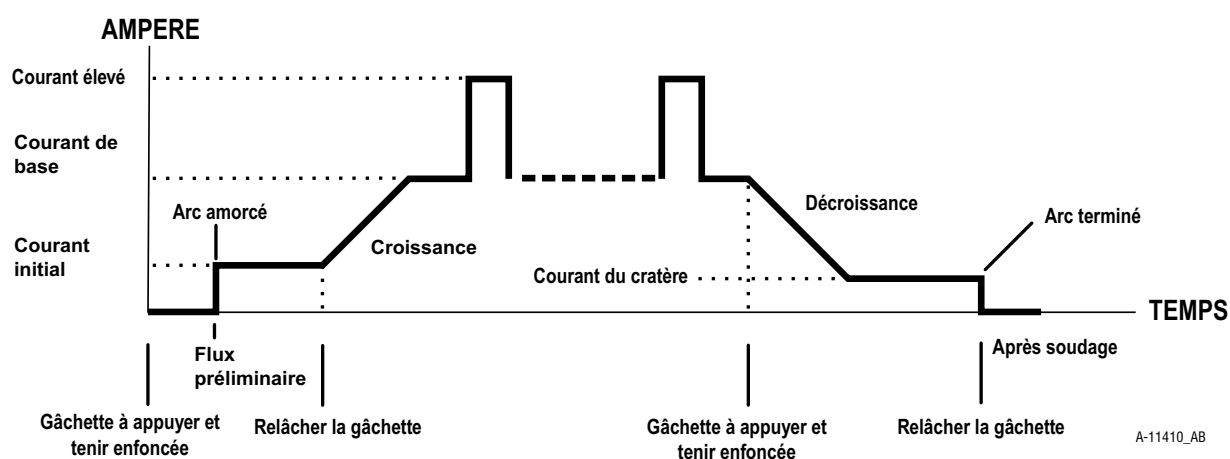 AMPERE
Courant élevé
Courant de
base
Arc amorcé
Décroissance
Arc terminé
Courant
initial
Croissance
Courant du cratère
TEMPS
Flux
préliminaire
Après soudage
Gâchette à appuyer et
tenir enfoncée
Relâcher la gâchette
Gâchette à appuyer et
tenir enfoncée
Relâcher la gâchette
A-11410_AB